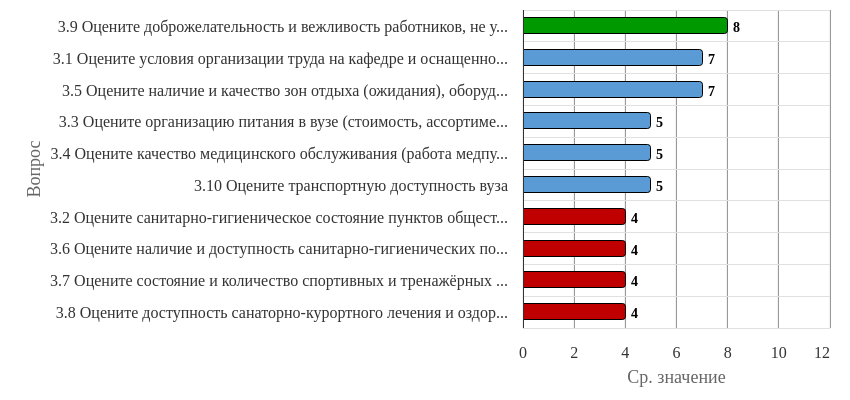 3.9 Оцените доброжелательность и вежливость работников, не у...
8
3.1 Оцените условия организации труда на кафедре и оснащенно...
7
3.5 Оцените наличие и качество зон отдыха (ожидания), оборуд...
7
3.3 Оцените организацию питания в вузе (стоимость, ассортиме...
5
3.4 Оцените качество медицинского обслуживания (работа медпу...
5
3.10 Оцените транспортную доступность вуза
5
3.2 Оцените санитарно-гигиеническое состояние пунктов общест...
4
3.6 Оцените наличие и доступность санитарно-гигиенических по...
4
3.7 Оцените состояние и количество спортивных и тренажёрных ...
4
3.8 Оцените доступность санаторно-курортного лечения и оздор...
4
Вопрос
0 2 4 6 8 10 12
Ср. значение